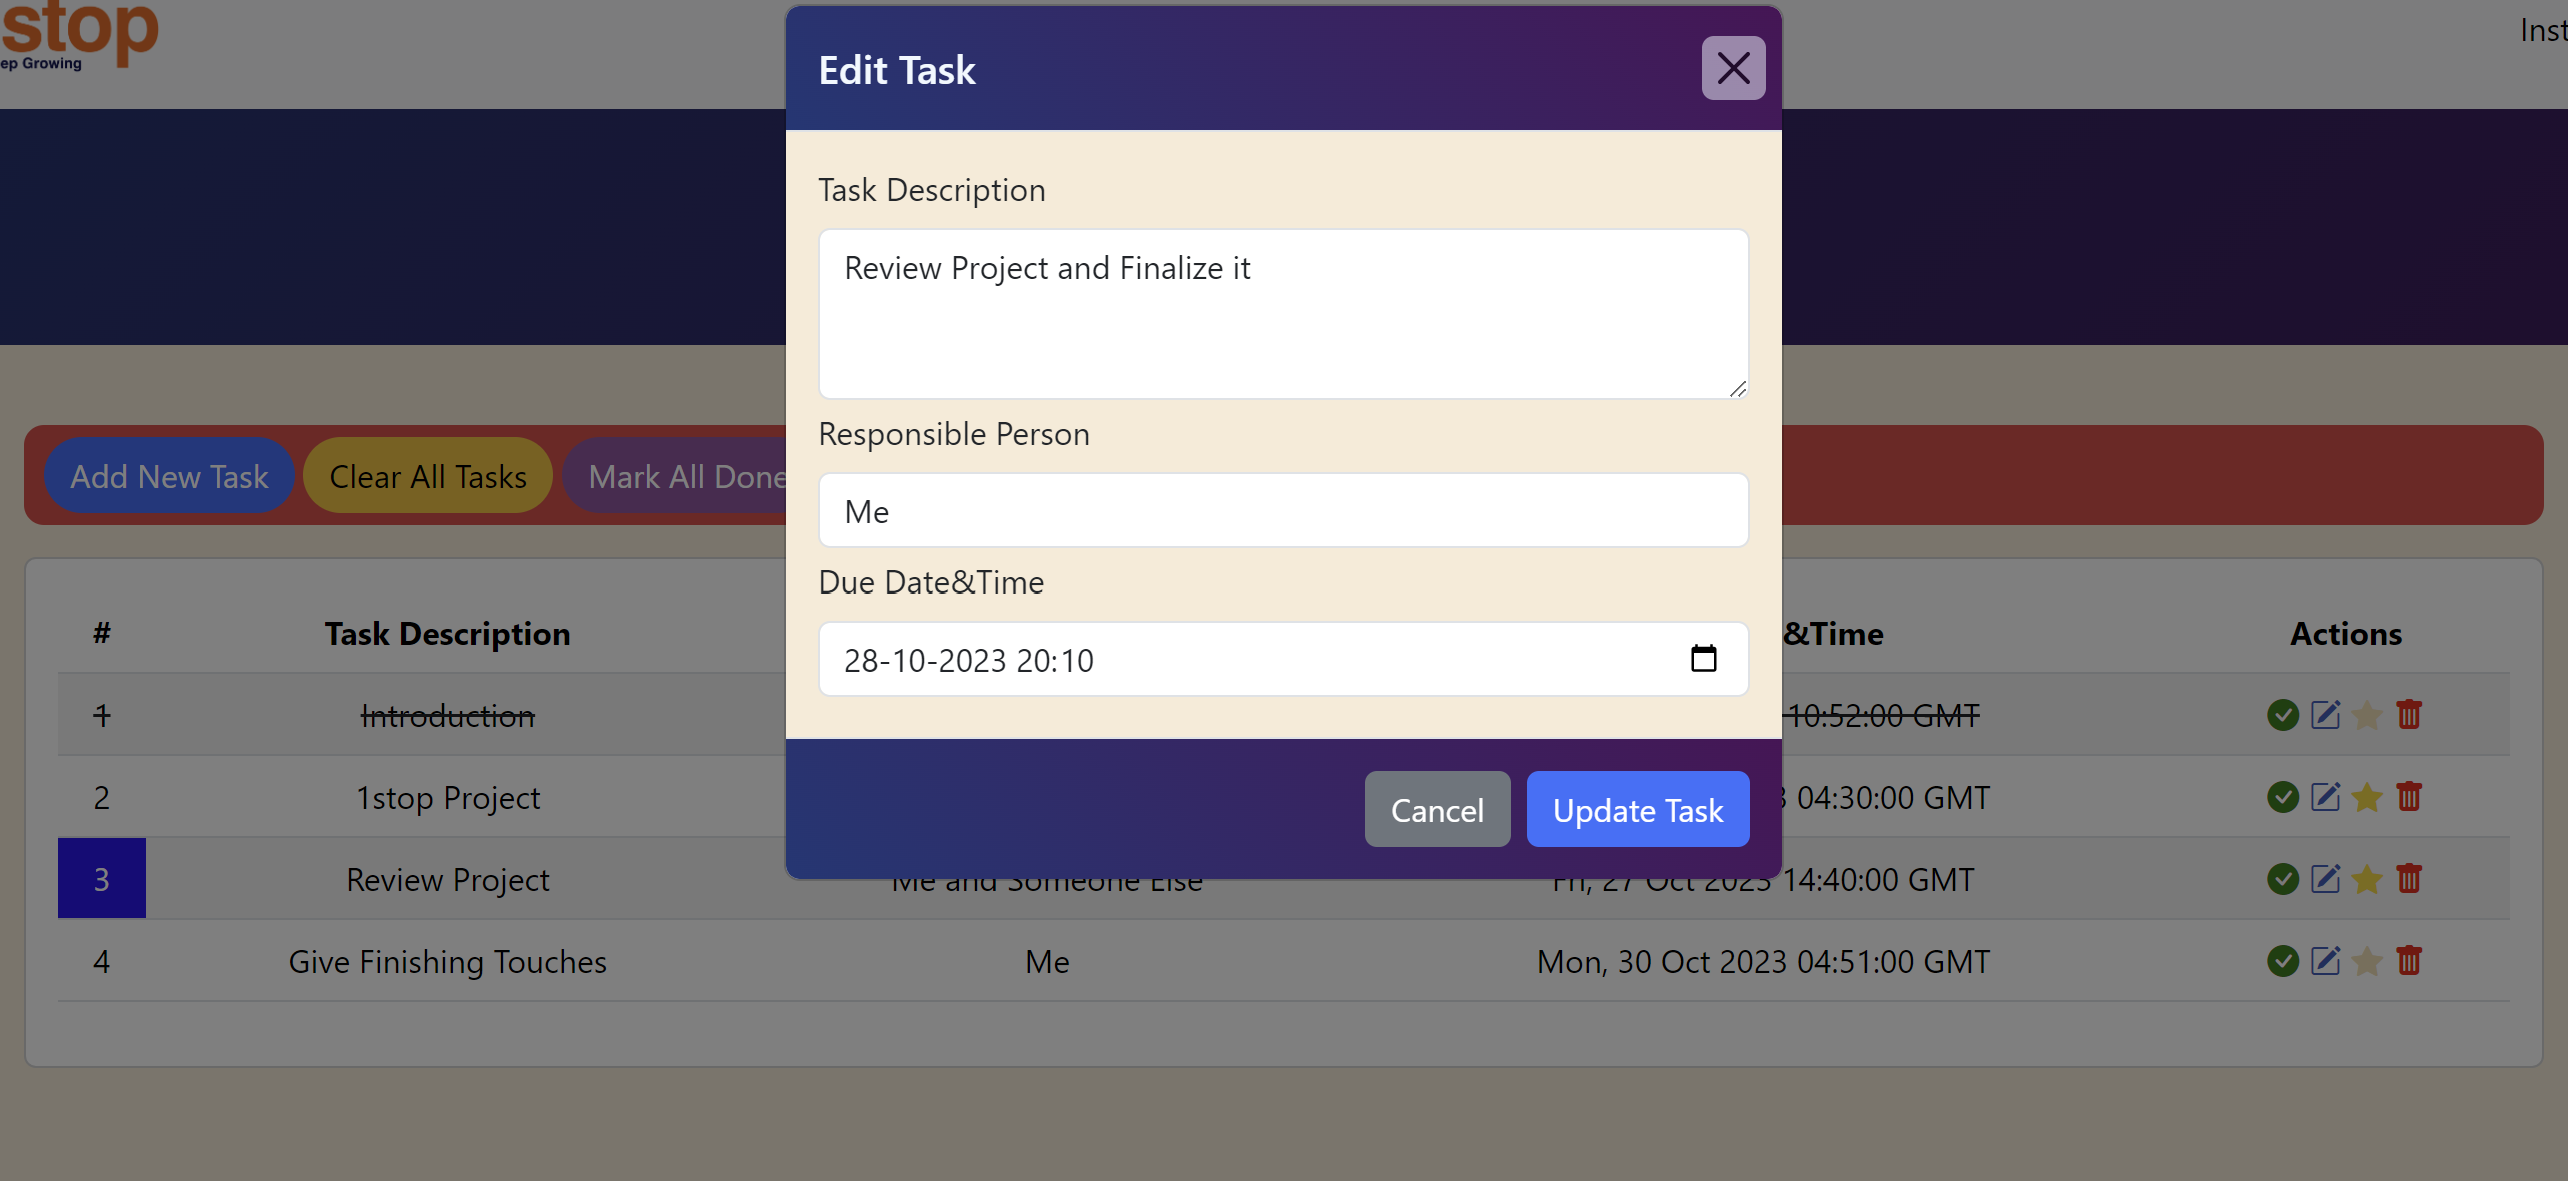 stop
ep Growing
Inst
Edit Task
Task Description
Review Project and Finalize it
Responsible Person
Me
Due Date&Time
28-10-2023 20:10
Cancel Update Task
Add New Task Clear All Tasks Mark All Done
# Task Description &Time Actions
1 Introduction 10:52:00 GMT
2 1stop Project 3 04:30:00 GMT
3 Review Project Me and Someone Else Fri, 27 Oct 2023 14:40:00 GMT
4 Give Finishing Touches Me Mon, 30 Oct 2023 04:51:00 GMT